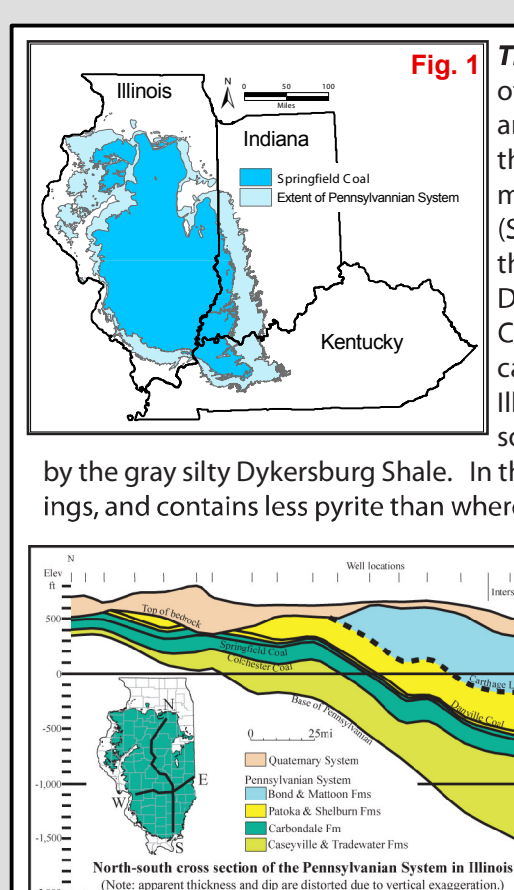 Fig. 1
N
0 50 100
Miles
Illinois
Indiana
Springfield Coal
Extent of Pennsylvannian System
Kentucky
by the gray silty Dykersburg Shale. In th
ings, and contains less pyrite than where
N
Elev
ft
Well locations
Inters
500
Top of bedrock
Springfield Coal
Colchester Coal
Carthage L
Danville Coal
0
Base of Pennsylvanian
-500
N
0 25mi
E
W
S
Quaternary System
Pennsylvanian System
Bond & Mattoon Fms
Patoka & Shelburn Fms
Carbondale Fm
Caseyville & Tradewater Fms
-1,000
-1,500
North-south cross section of the Pennsylvanian System in Illinois
(Note: apparent thickness and dip are distorted due to vertical exaggeration.)